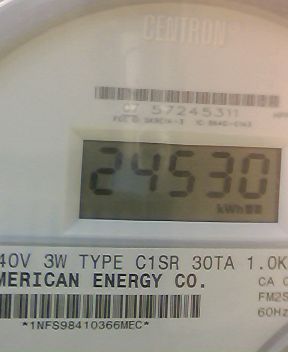 CENTRON
57245311
24530
kWh
40V 3W TYPE C1SR 30TA 1.0K
MERICAN ENERGY CO.
CA
FM2S
60Hz
*1NFS98410366MEC*